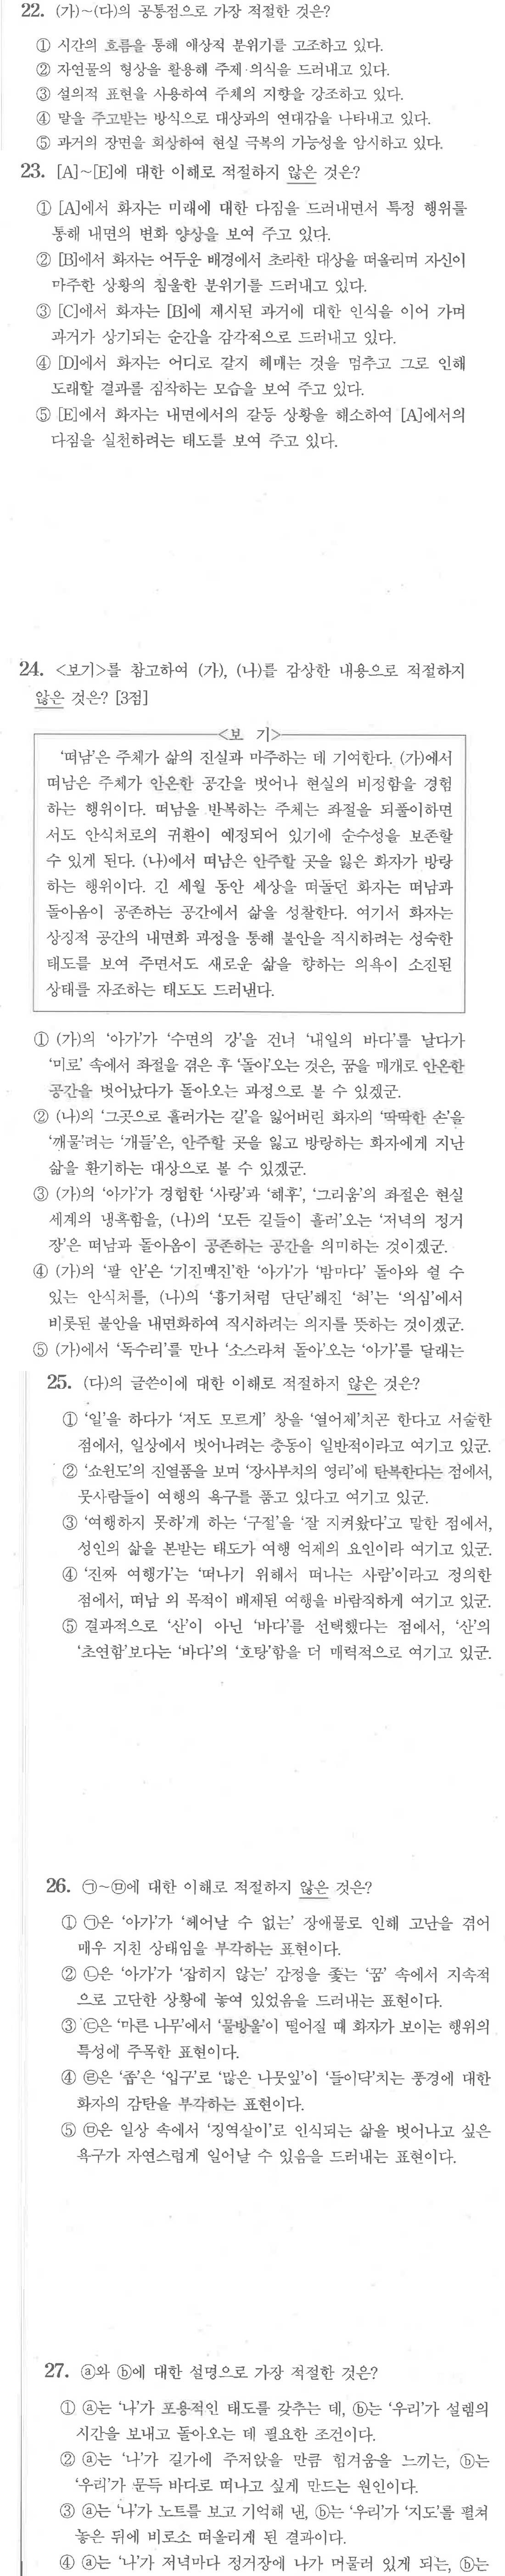 22. (가)~(다)의 공통점으로 가장 적절한 것은?
① 시간의 흐름을 통해 애상적 분위기를 고조하고 있다.
② 자연물의 형상을 활용해 주제 의식을 드러내고 있다.
③ 설의적 표현을 사용하여 주체의 지향을 강조하고 있다.
④ 말을 주고받는 방식으로 대상과의 연대감을 나타내고 있다.
⑤ 과거의 장면을 회상하여 현실 극복의 가능성을 암시하고 있다.
23. [A]~[E]에 대한 이해로 적절하지 않은 것은?
① [A]에서 화자는 미래에 대한 다짐을 드러내면서 특정 행위를
통해 내면의 변화 양상을 보여 주고 있다.
② [B]에서 화자는 어두운 배경에서 초라한 대상을 떠올리며 자신이
마주한 상황의 침울한 분위기를 드러내고 있다.
③ [C]에서 화자는 [B]에 제시된 과거에 대한 인식을 이어 가며
과거가 상기되는 순간을 감각적으로 드러내고 있다.
④ [D]에서 화자는 어디로 갈지 헤매는 것을 멈추고 그로 인해
도래할 결과를 짐작하는 모습을 보여 주고 있다.
⑤ [E]에서 화자는 내면에서의 갈등 상황을 해소하여 [A]에서의
다짐을 실천하려는 태도를 보여 주고 있다.
24. <보기>를 참고하여 (가), (나)를 감상한 내용으로 적절하지
않은 것은? [3점]
<보 기>
‘떠남’은 주체가 삶의 진실과 마주하는 데 기여한다. (가)에서
떠남은 주체가 안온한 공간을 벗어나 현실의 비정함을 경험
하는 행위이다. 떠남을 반복하는 주체는 좌절을 되풀이하면
서도 안식처로의 귀환이 예정되어 있기에 순수성을 보존할
수 있게 된다. (나)에서 떠남은 안주할 곳을 잃은 화자가 방랑
하는 행위이다. 긴 세월 동안 세상을 떠돌던 화자는 떠남과
돌아옴이 공존하는 공간에서 삶을 성찰한다. 여기서 화자는
상징적 공간의 내면화 과정을 통해 불안을 직시하려는 성숙한
태도를 보여 주면서도 새로운 삶을 향하는 의욕이 소진된
상태를 자조하는 태도도 드러낸다.
① (가)의 ‘아가’가 ‘수면의 강’을 건너 ‘내일의 바다’를 날다가
‘미로’ 속에서 좌절을 겪은 후 ‘돌아’오는 것은, 꿈을 매개로 안온한
공간을 벗어났다가 돌아오는 과정으로 볼 수 있겠군.
② (나)의 ‘그곳으로 흘러가는 길’을 잃어버린 화자의 ‘딱딱한 손’을
‘깨물’려는 ‘개들’은, 안주할 곳을 잃고 방랑하는 화자에게 지난
삶을 환기하는 대상으로 볼 수 있겠군.
③ (가)의 ‘아가’가 경험한 ‘사랑’과 ‘해후’, ‘그리움’의 좌절은 현실
세계의 냉혹함을, (나)의 ‘모든 길들이 흘러’오는 ‘저녁의 정거
장’은 떠남과 돌아옴이 공존하는 공간을 의미하는 것이겠군.
④ (가)의 ‘팔 안’은 ‘기진맥진’한 ‘아가’가 ‘밤마다’ 돌아와 쉴 수
있는 안식처를, (나)의 ‘흉기처럼 단단’해진 ‘혀’는 ‘의심’에서
비롯된 불안을 내면화하여 직시하려는 의지를 뜻하는 것이겠군.
⑤ (가)에서 ‘독수리’를 만나 ‘소스라쳐 돌아’오는 ‘아가’를 달래는
25. (다)의 글쓴이에 대한 이해로 적절하지 않은 것은?
① ‘일’을 하다가 ‘저도 모르게’ 창을 ‘열어제’치곤 한다고 서술한
점에서, 일상에서 벗어나려는 충동이 일반적이라고 여기고 있군.
② ‘쇼윈도’의 진열품을 보며 ‘장사부치의 영리’에 탄복한다는 점에서,
뭇사람들이 여행의 욕구를 품고 있다고 여기고 있군.
③ ‘여행하지 못하’게 하는 ‘구절’을 ‘잘 지켜왔다’고 말한 점에서,
성인의 삶을 본받는 태도가 여행 억제의 요인이라 여기고 있군.
④ ‘진짜 여행가’는 ‘떠나기 위해서 떠나는 사람’이라고 정의한
점에서, 떠남 외 목적이 배제된 여행을 바람직하게 여기고 있군.
⑤ 결과적으로 ‘산’이 아닌 ‘바다’를 선택했다는 점에서, ‘산’의
‘초연함’보다는 ‘바다’의 ‘호탕’함을 더 매력적으로 여기고 있군.
26. ㉠~㉤에 대한 이해로 적절하지 않은 것은?
① ㉠은 ‘아가’가 ‘헤어날 수 없는’ 장애물로 인해 고난을 겪어
매우 지친 상태임을 부각하는 표현이다.
② ㉡은 ‘아가’가 ‘잡히지 않는’ 감정을 좇는 ‘꿈’ 속에서 지속적
으로 고단한 상황에 놓여 있었음을 드러내는 표현이다.
③ ㉢은 ‘마른 나무’에서 ‘물방울’이 떨어질 때 화자가 보이는 행위의
특성에 주목한 표현이다.
④ ㉣은 ‘좁’은 ‘입구’로 ‘많은 나뭇잎’이 ‘들이닥’치는 풍경에 대한
화자의 감탄을 부각하는 표현이다.
⑤ ㉤은 일상 속에서 ‘징역살이’로 인식되는 삶을 벗어나고 싶은
욕구가 자연스럽게 일어날 수 있음을 드러내는 표현이다.
27. ⓐ와 ⓑ에 대한 설명으로 가장 적절한 것은?
① ⓐ는 ‘나’가 포용적인 태도를 갖추는 데, ⓑ는 ‘우리’가 설렘의
시간을 보내고 돌아오는 데 필요한 조건이다.
② ⓐ는 ‘나’가 길가에 주저앉을 만큼 힘겨움을 느끼는, ⓑ는
‘우리’가 문득 바다로 떠나고 싶게 만드는 원인이다.
③ ⓐ는 ‘나’가 노트를 보고 기억해 낸, ⓑ는 ‘우리’가 ‘지도’를 펼쳐
놓은 뒤에 비로소 떠올리게 된 결과이다.
④ ⓐ는 ‘나’가 저녁마다 정거장에 나가 머물러 있게 되는, ⓑ는